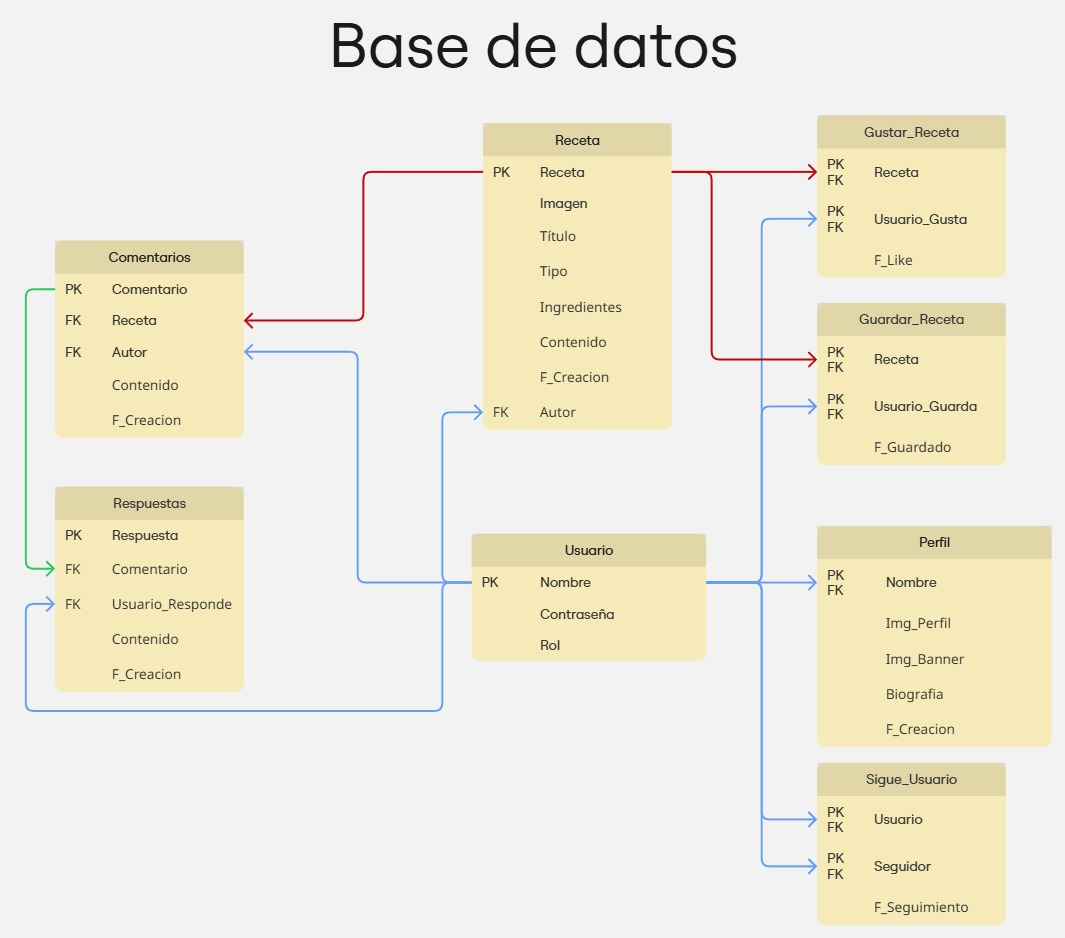 Base de datos
Receta
PK Receta
Imagen
Título
Tipo
Ingredientes
Contenido
F_Creacion
FK Autor
Gustar_Receta
PK
FK Receta
PK
FK Usuario_Gusta
F_Like
Comentarios
PK Comentario
FK Receta
FK Autor
Contenido
F_Creacion
Guardar_Receta
PK
FK Receta
PK
FK Usuario_Guarda
F_Guardado
Respuestas
PK Respuesta
FK Comentario
FK Usuario_Responde
Contenido
F_Creacion
Usuario
PK Nombre
Contraseña
Rol
Perfil
PK
FK Nombre
Img_Perfil
Img_Banner
Biografia
F_Creacion
Sigue_Usuario
PK
FK Usuario
PK
FK Seguidor
F_Seguimiento